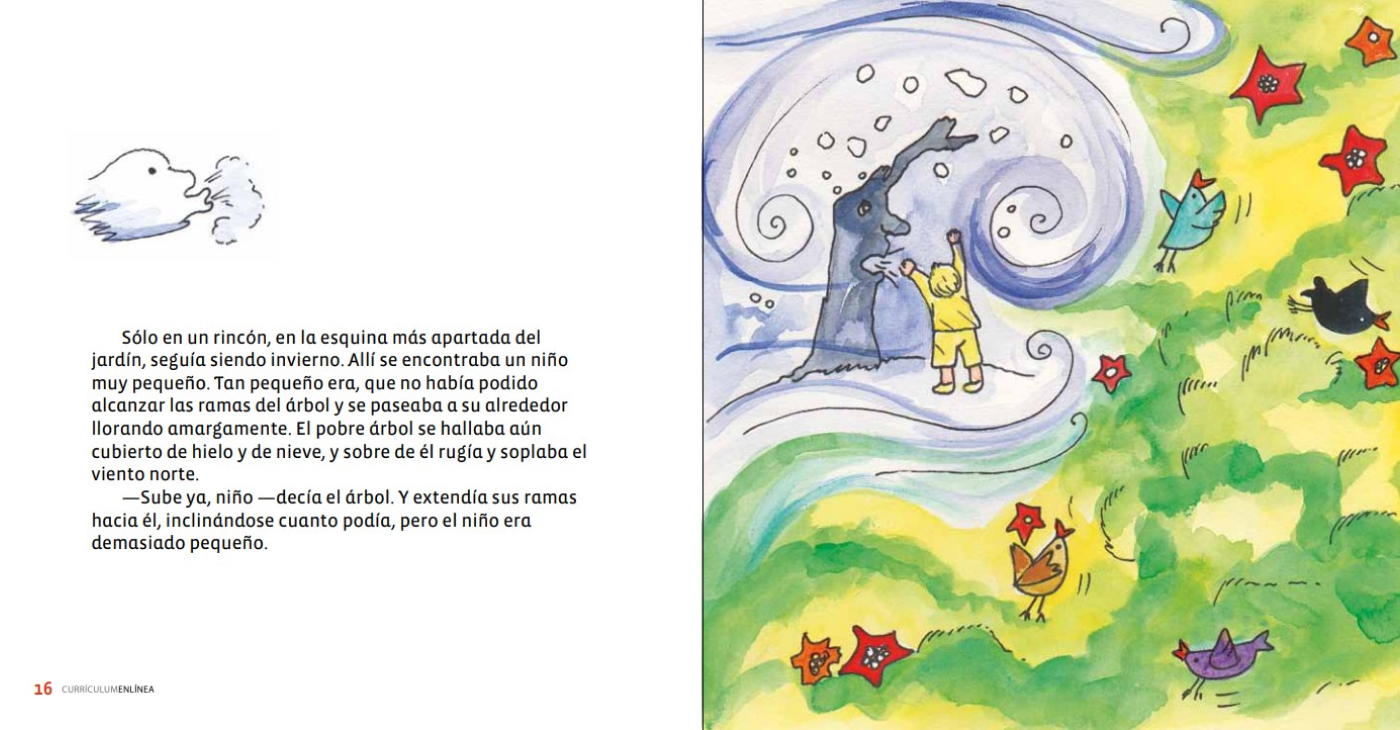 Sólo en un rincón, en la esquina más apartada del
jardín, seguía siendo invierno. Allí se encontraba un niño
muy pequeño. Tan pequeño era, que no había podido
alcanzar las ramas del árbol y se paseaba a su alrededor
llorando amargamente. El pobre árbol se hallaba aún
cubierto de hielo y de nieve, y sobre de él rugía y soplaba el
viento norte.
—Sube ya, niño —decía el árbol. Y extendía sus ramas
hacia él, inclinándose cuanto podía, pero el niño era
demasiado pequeño.
16 CURRÍCULUMENLÍNEA